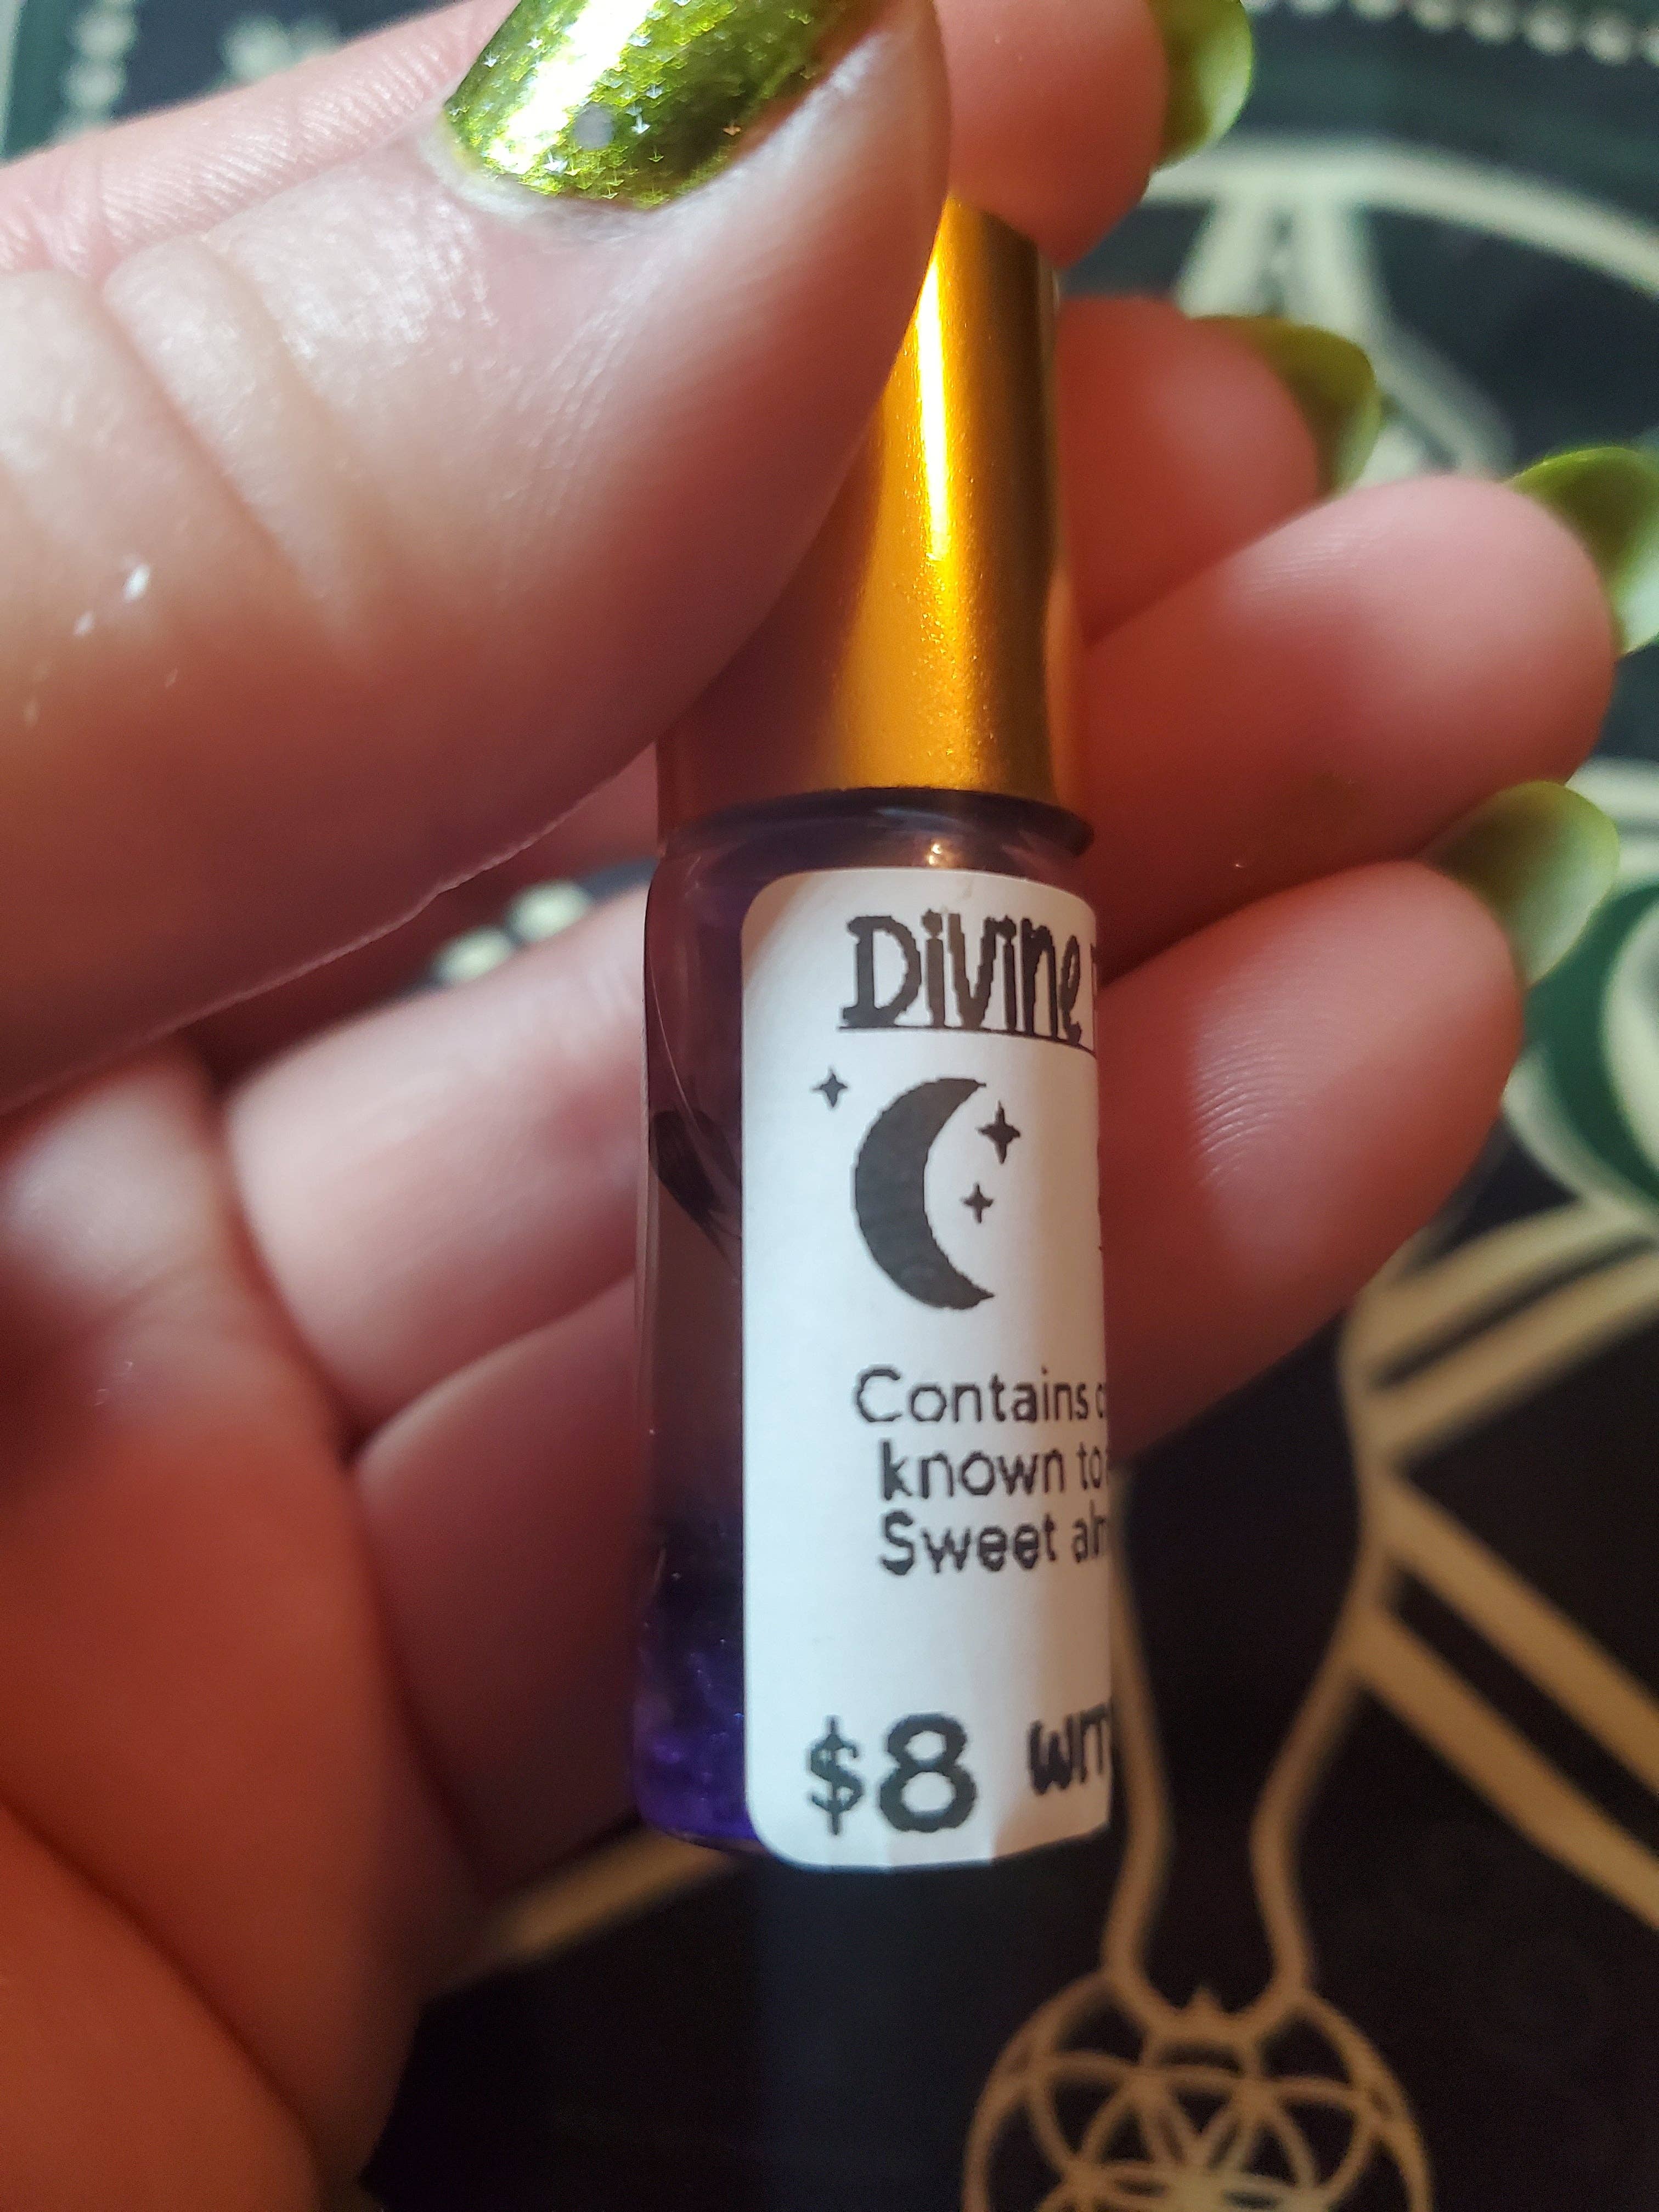 Divine
Contains
known to
Sweet
$8